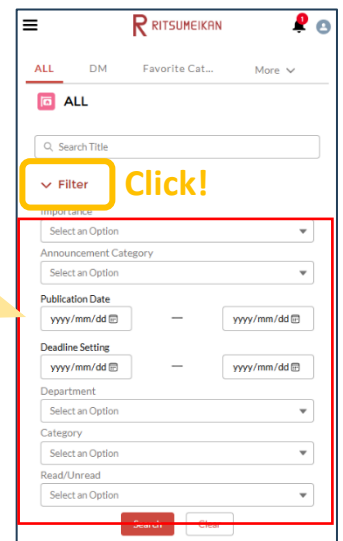 RITSUMEIKAN
1
ALL DM Favorite Cat... More
ALL
Search Title
Filter Click!
Importance
Select an Option
Announcement Category
Select an Option
Publication Date
yyyy/mm/dd — yyyy/mm/dd
Deadline Setting
yyyy/mm/dd — yyyy/mm/dd
Department
Select an Option
Category
Select an Option
Read/Unread
Select an Option
Search Clear